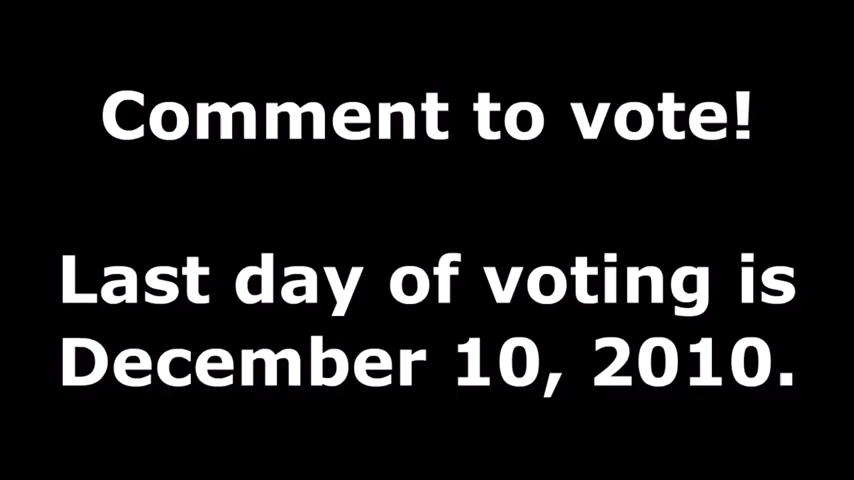 Comment to vote!
Last day of voting is
December 10, 2010.